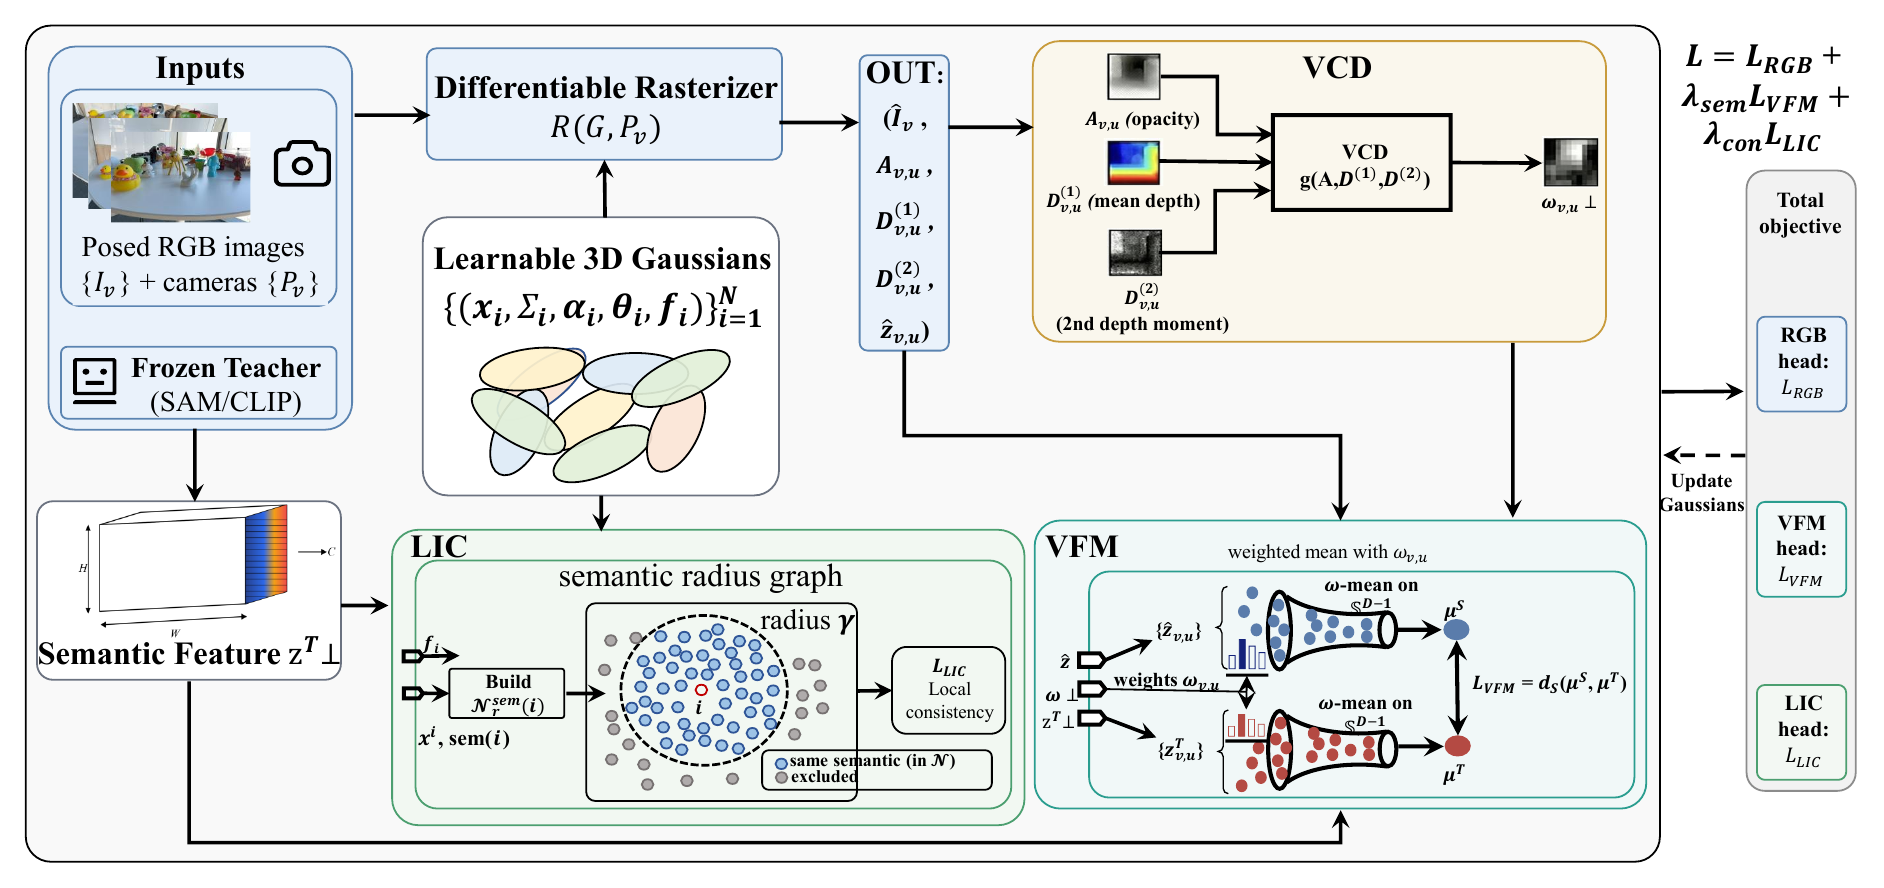 Inputs
Posed RGB images
{I_v} + cameras {P_v}
Frozen Teacher
(SAM/CLIP)
H
W
C
Semantic Feature z^T⊥
Differentiable Rasterizer
R(G, P_v)
Learnable 3D Gaussians
{(x_i, Σ_i, α_i, θ_i, f_i)}_{i=1}^N
OUT:
(Î_v ,
A_{v,u} ,
D_{v,u}^{(1)} ,
D_{v,u}^{(2)} ,
ẑ_{v,u})
VCD
A_{v,u} (opacity)
D_{v,u}^{(1)} (mean depth)
D_{v,u}^{(2)}
(2nd depth moment)
VCD
g(A,D^{(1)},D^{(2)})
ω_{v,u} ⊥
LIC
semantic radius graph
f_i
Build
𝒩_r^{sem}(i)
x^i, sem(i)
radius γ
i
same semantic (in 𝒩)
excluded
L_{LIC}
Local
consistency
VFM
weighted mean with ω_{v,u}
ẑ
ω ⊥
z^T⊥
{ẑ_{v,u}}
weights ω_{v,u}
{z_{v,u}^T}
ω-mean on
𝕊^{D−1}
μ^S
ω-mean on
𝕊^{D−1}
μ^T
L_{VFM} = d_S(μ^S, μ^T)
L = L_{RGB} +
λ_{sem}L_{VFM} +
λ_{con}L_{LIC}
Total
objective
RGB
head:
L_{RGB}
VFM
head:
L_{VFM}
LIC
head:
L_{LIC}
Update
Gaussians